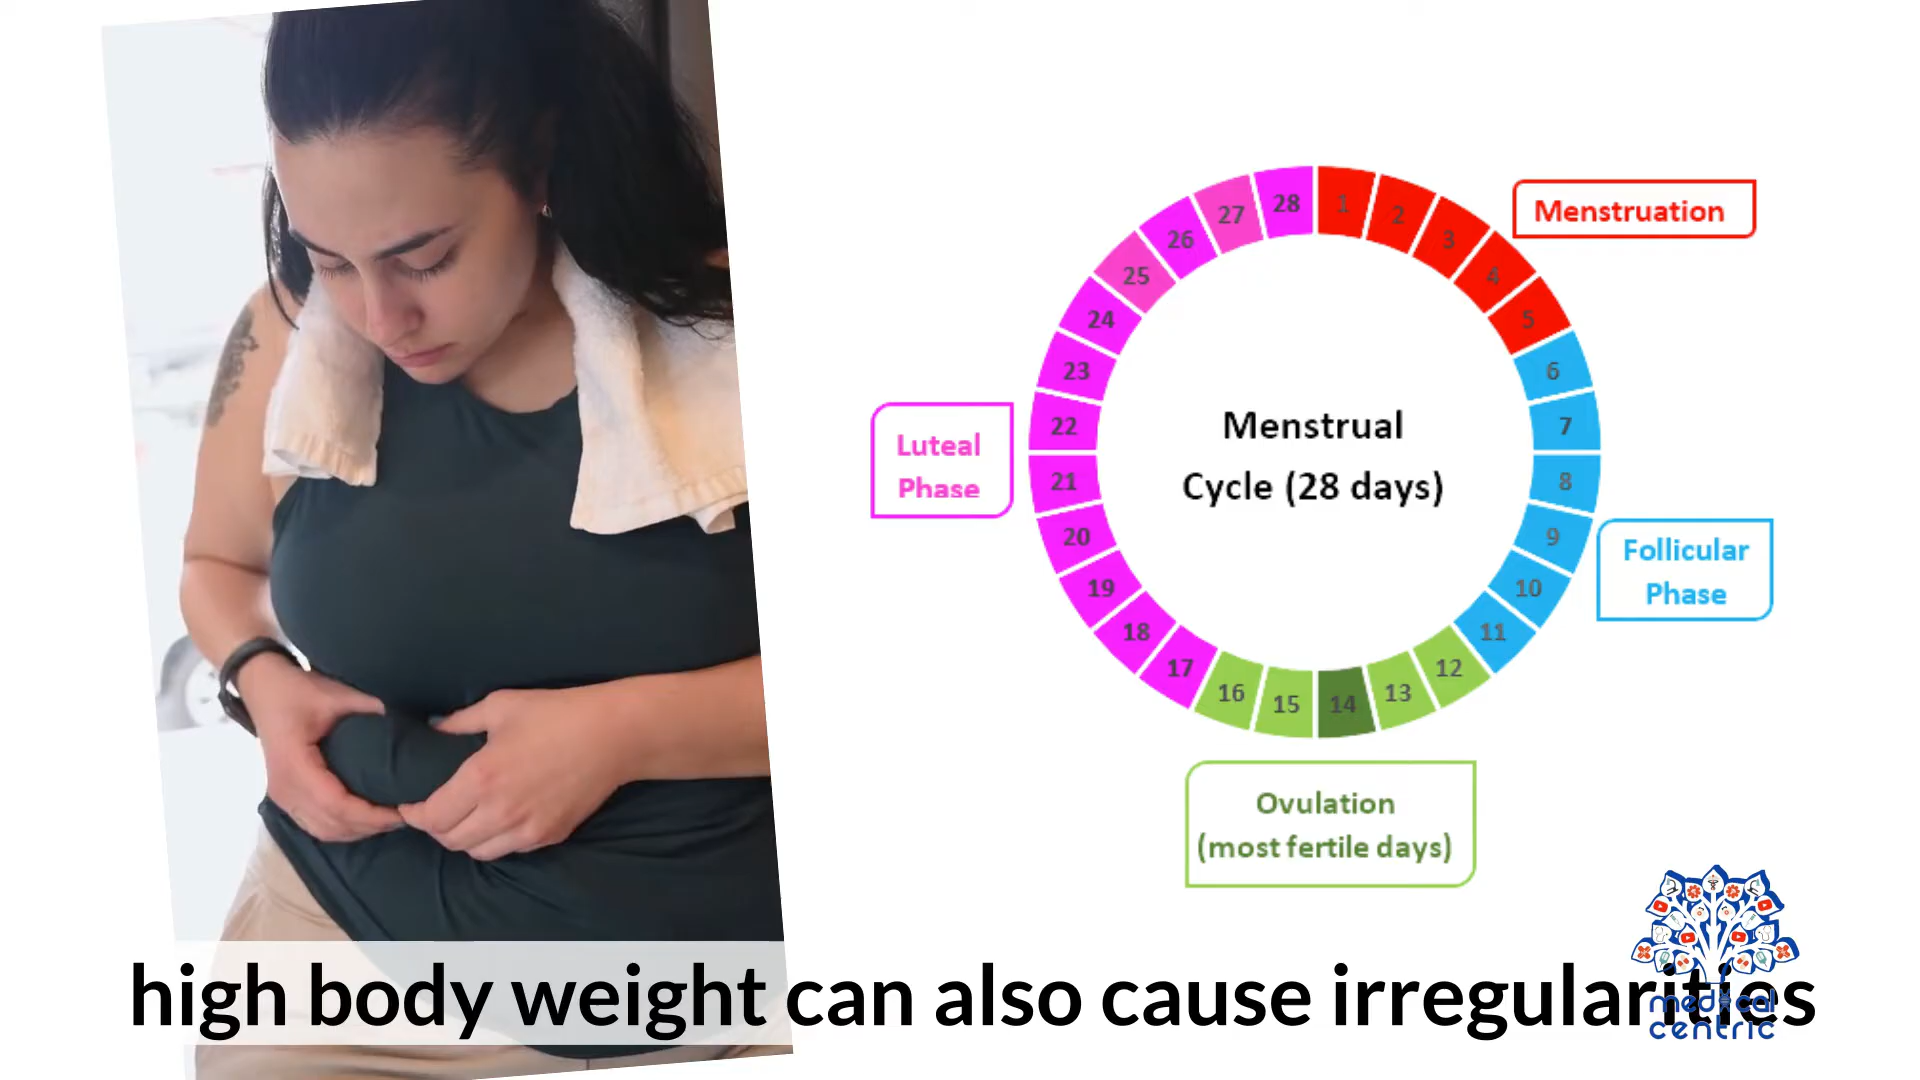 28
1
2
3
4
5
6
7
8
9
10
11
12
13
14
15
16
17
18
19
20
21
22
23
24
25
26
27
Menstruation
Menstrual
Cycle (28 days)
Luteal
Phase
Follicular
Phase
Ovulation
(most fertile days)
high body weight can also cause irregularities
medical
centric